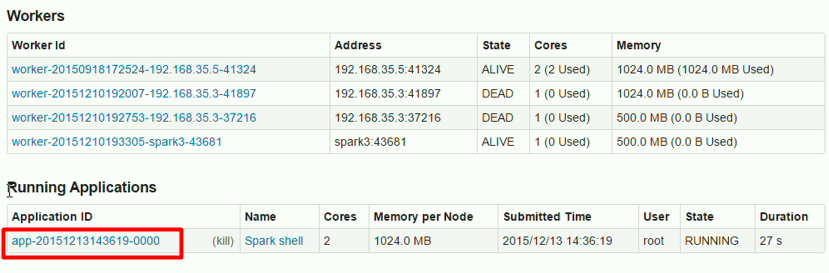 Workers
Worker Id Address State Cores Memory
worker-20150918172524-192.168.35.5-41324 192.168.35.5:41324 ALIVE 2 (2 Used) 1024.0 MB (1024.0 MB Used)
worker-20151210192007-192.168.35.3-41897 192.168.35.3:41897 DEAD 1 (0 Used) 1024.0 MB (0.0 B Used)
worker-20151210192753-192.168.35.3-37216 192.168.35.3:37216 DEAD 1 (0 Used) 500.0 MB (0.0 B Used)
worker-20151210193305-spark3-43681 spark3:43681 ALIVE 1 (0 Used) 500.0 MB (0.0 B Used)
Running Applications
Application ID Name Cores Memory per Node Submitted Time User State Duration
app-20151213143619-0000 (kill) Spark shell 2 1024.0 MB 2015/12/13 14:36:19 root RUNNING 27 s